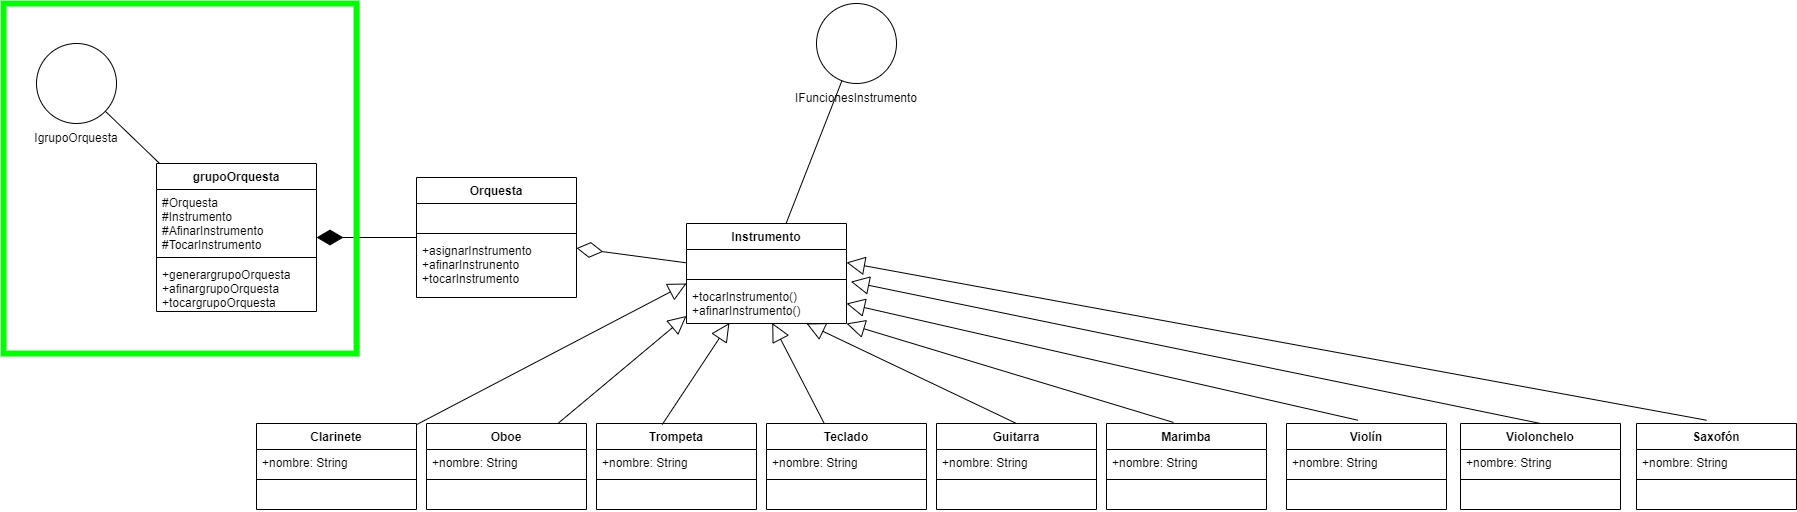 IFuncionesInstrumento
IgrupoOrquesta
grupoOrquesta
#Orquesta
#Instrumento
#AfinarInstrumento
#TocarInstrumento
+generargrupoOrquesta
+afinargrupoOrquesta
+tocargrupoOrquesta
Orquesta
+asignarInstrumento
+afinarInstrunento
+tocarInstrumento
Instrumento
+tocarInstrumento()
+afinarInstrumento()
Clarinete
+nombre: String
Oboe
+nombre: String
Trompeta
+nombre: String
Teclado
+nombre: String
Guitarra
+nombre: String
Marimba
+nombre: String
Violín
+nombre: String
Violonchelo
+nombre: String
Saxofón
+nombre: String